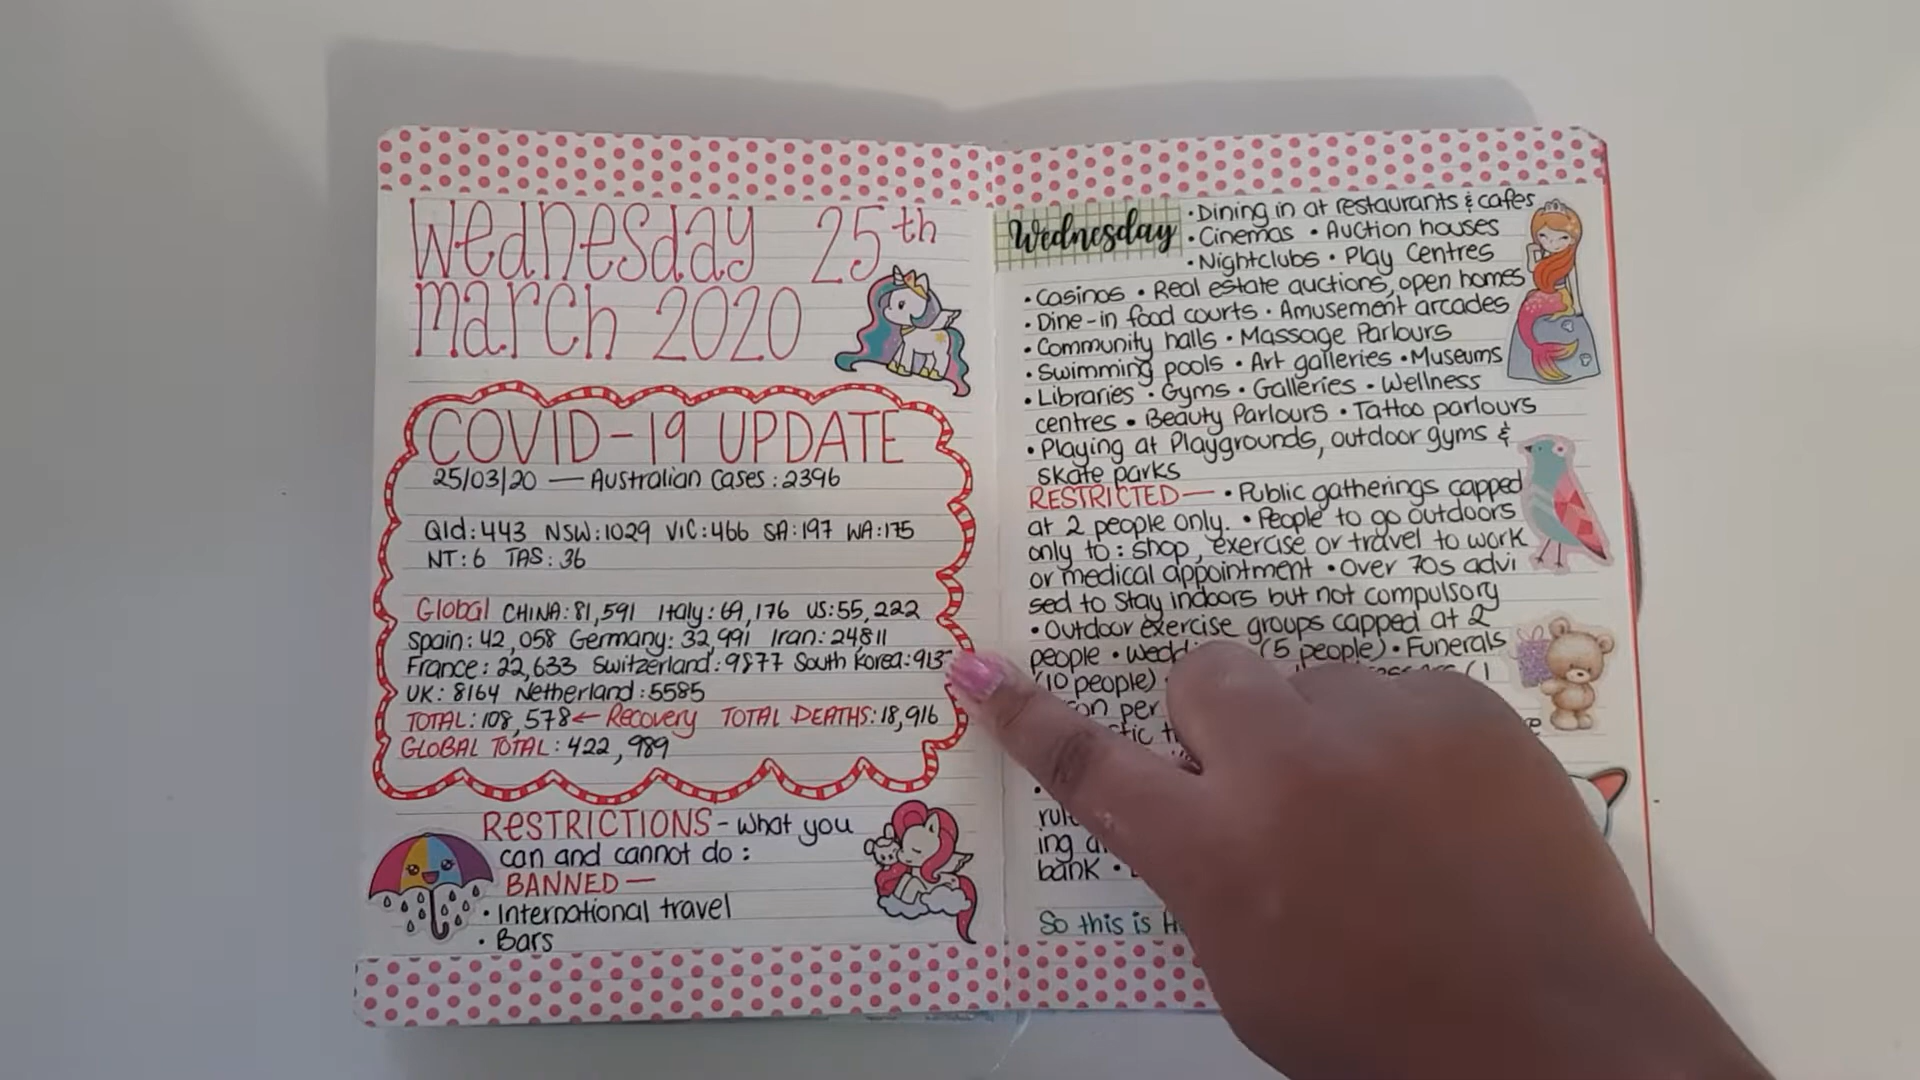 Wednesday 25th
march 2020
COVID-19 UPDATE
25/03/20 — Australian Cases: 2396
Qld: 443 NSW: 1029 VIC: 466 SA: 197 WA: 175
NT: 6 TAS: 36
Global CHINA: 81,591 Italy: 69,176 US: 55,222
Spain: 42,058 Germany: 32,991 Iran: 24811
France: 22,633 Switzerland: 9877 South Korea:
UK: 8164 Netherland: 5585
TOTAL: 108,578 ← Recovery TOTAL DEATHS: 18,916
GLOBAL TOTAL: 422,989
RESTRICTIONS - What you
can and cannot do:
BANNED —
• International travel
• Bars
Wednesday
• Dining in at restaurants & cafes
• Cinemas • Auction houses
• Nightclubs • Play Centres
• Casinos • Real estate auctions, open homes
• Dine-in food courts • Amusement arcades
• Community halls • Massage Parlours
• Swimming pools • Art galleries • Museums
• Libraries • Gyms • Galleries • Wellness
centres • Beauty Parlours • Tattoo parlours
• Playing at Playgrounds, outdoor gyms &
skate parks
RESTRICTED — • Public gatherings capped
at 2 people only. • People to go outdoors
only to: shop, exercise or travel to work
or medical appointment • Over 70s advi
sed to stay indoors but not compulsory
• Outdoor exercise groups capped at 2
people • (5 people) • Funerals
(10 people) • (1
per
bank •
So this is